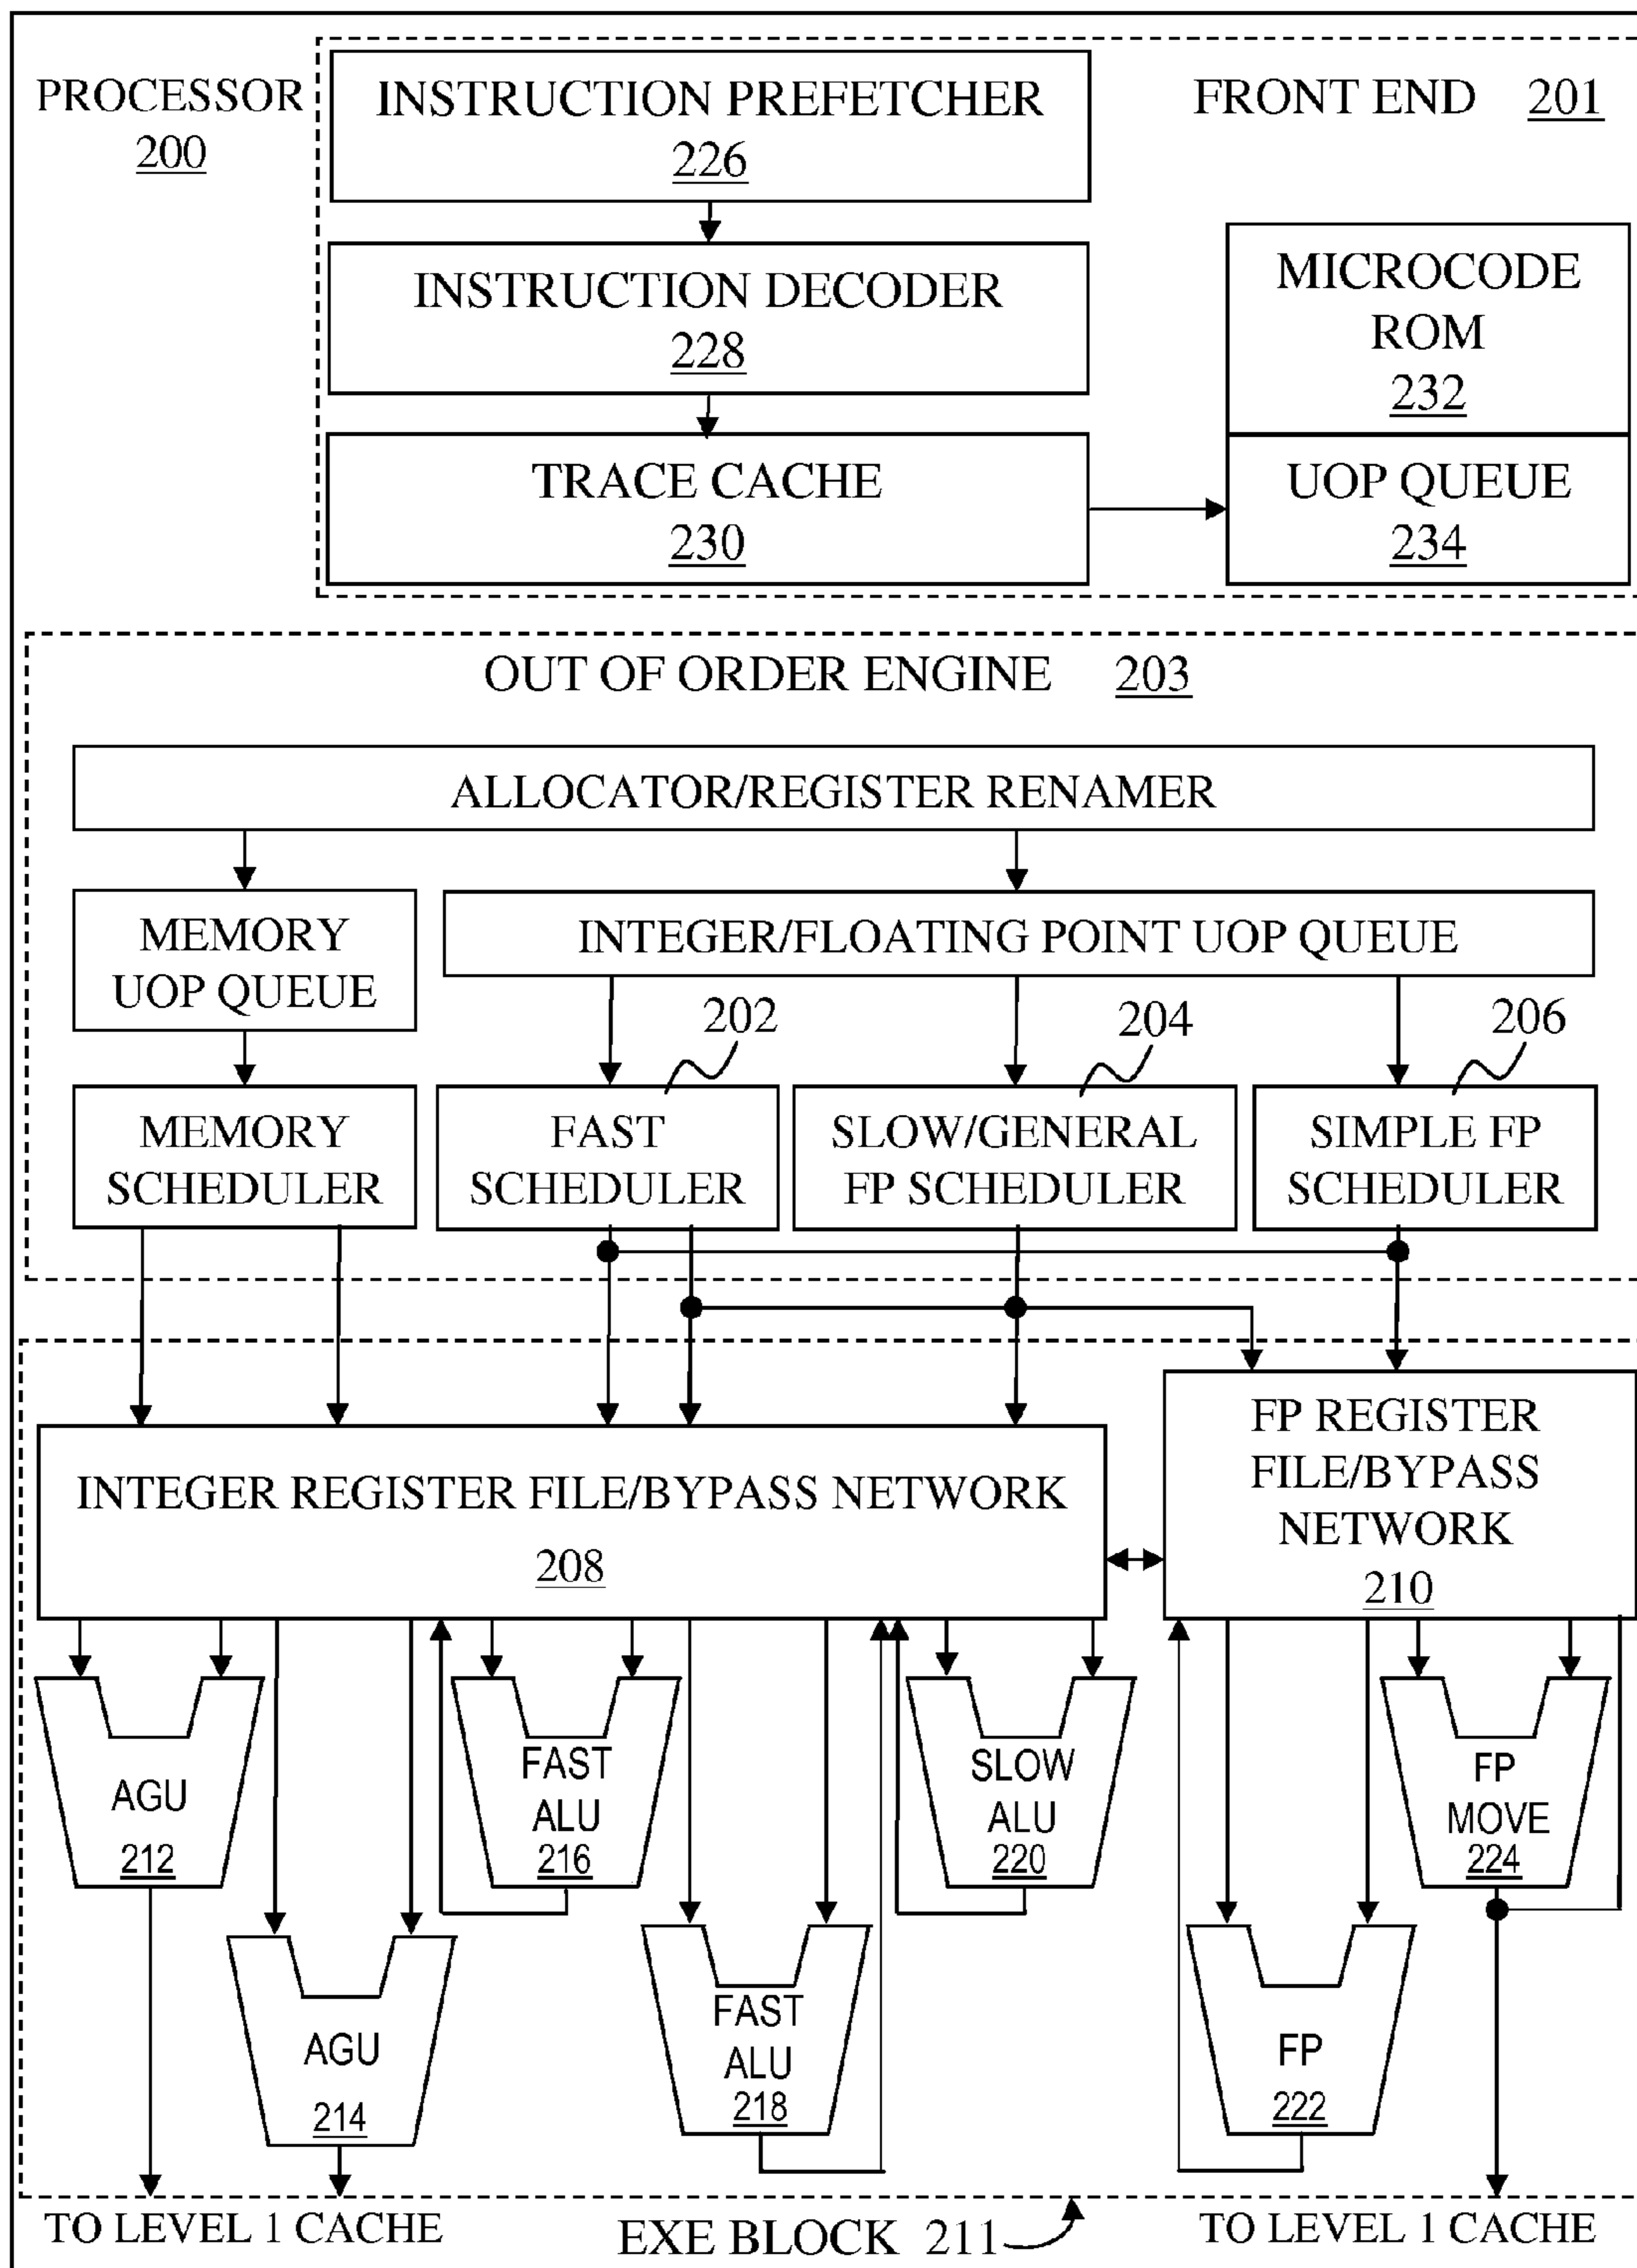 PROCESSOR
200
INSTRUCTION PREFETCHER
226
FRONT END 201
INSTRUCTION DECODER
228
MICROCODE
ROM
232
TRACE CACHE
230
UOP QUEUE
234
OUT OF ORDER ENGINE 203
ALLOCATOR/REGISTER RENAMER
MEMORY
UOP QUEUE
INTEGER/FLOATING POINT UOP QUEUE
202
204
206
MEMORY
SCHEDULER
FAST
SCHEDULER
SLOW/GENERAL
FP SCHEDULER
SIMPLE FP
SCHEDULER
INTEGER REGISTER FILE/BYPASS NETWORK
208
FP REGISTER
FILE/BYPASS
NETWORK
210
AGU
212
FAST
ALU
216
SLOW
ALU
220
FP
MOVE
224
AGU
214
FAST
ALU
218
FP
222
TO LEVEL 1 CACHE
EXE BLOCK 211
TO LEVEL 1 CACHE